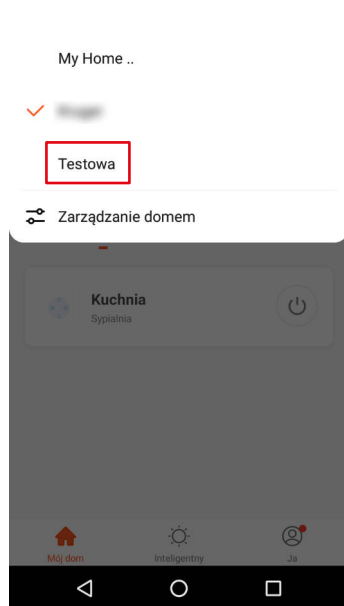 My Home ..
Testowa
Zarządzanie domem
Kuchnia
Sypialnia
Mój dom
Inteligentny
Ja